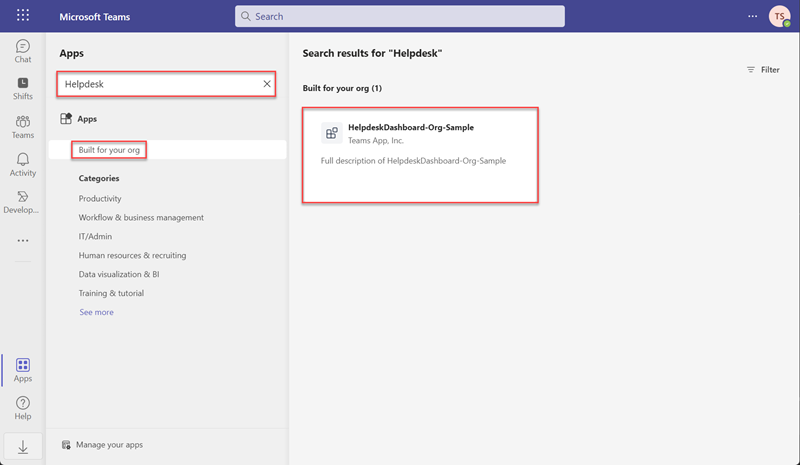 Microsoft Teams
Search
...
TS
Chat
Shifts
Teams
Activity
Develop...
...
Apps
Help
Apps
Helpdesk
Apps
Built for your org
Categories
Productivity
Workflow & business management
IT/Admin
Human resources & recruiting
Data visualization & BI
Training & tutorial
See more
Manage your apps
Search results for "Helpdesk"
Filter
Built for your org (1)
HelpdeskDashboard-Org-Sample
Teams App, Inc.
Full description of HelpdeskDashboard-Org-Sample